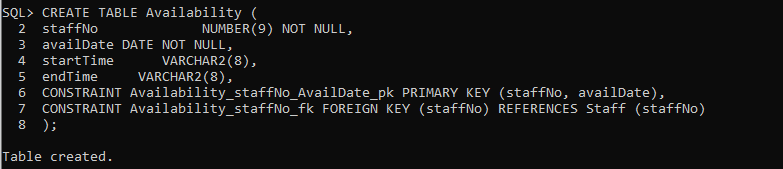 SQL> CREATE TABLE Availability (
  2  staffNo             NUMBER(9) NOT NULL,
  3  availDate DATE NOT NULL,
  4  startTime      VARCHAR2(8),
  5  endTime     VARCHAR2(8),
  6  CONSTRAINT Availability_staffNo_AvailDate_pk PRIMARY KEY (staffNo, availDate),
  7  CONSTRAINT Availability_staffNo_fk FOREIGN KEY (staffNo) REFERENCES Staff (staffNo)
  8  );
Table created.